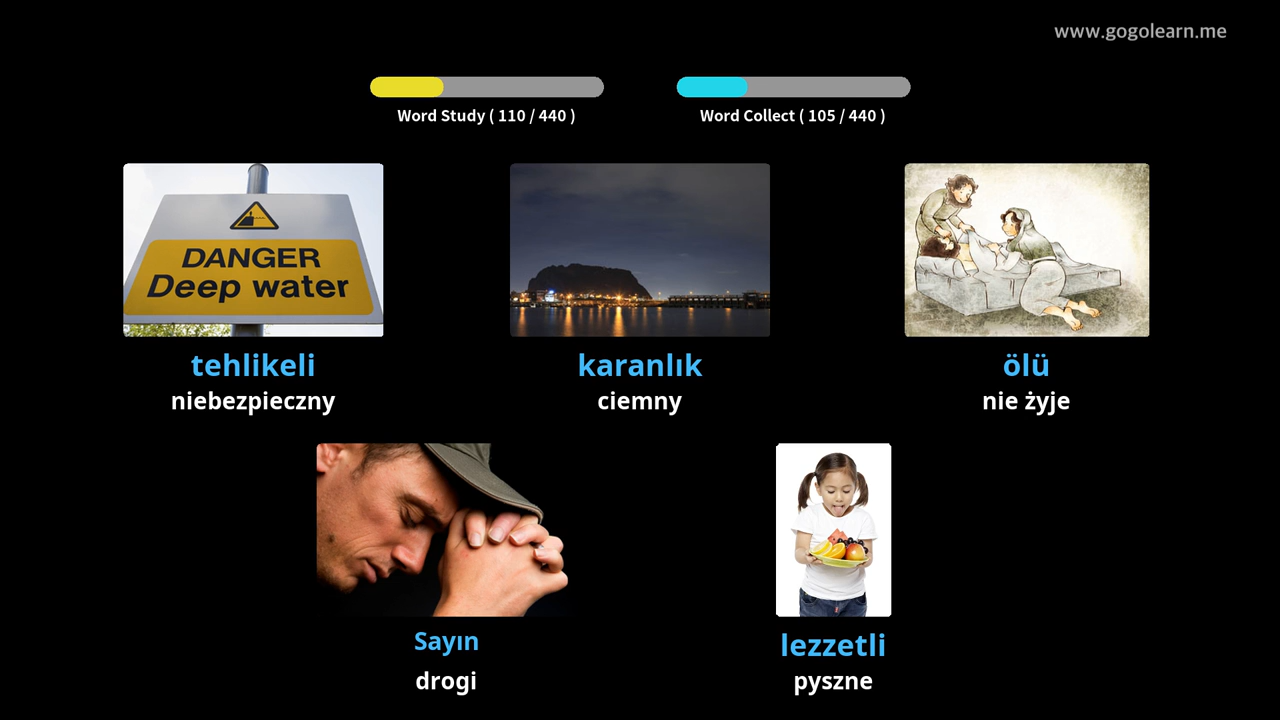 www.gogolearn.me
Word Study ( 110 / 440 )
Word Collect ( 105 / 440 )
DANGER
Deep water
tehlikeli
niebezpieczny
karanlık
ciemny
ölü
nie żyje
Sayın
drogi
lezzetli
pyszne